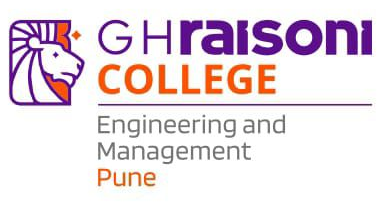 GHRAISONI
COLLEGE
Engineering and
Management
Pune